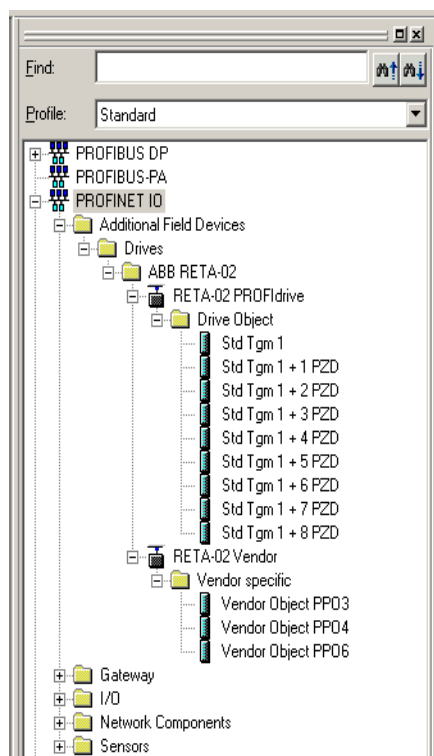 Find:
Profile: Standard
PROFIBUS DP
PROFIBUS-PA
PROFINET IO
Additional Field Devices
Drives
ABB RETA-02
RETA-02 PROFIdrive
Drive Object
Std Tgm 1
Std Tgm 1 + 1 PZD
Std Tgm 1 + 2 PZD
Std Tgm 1 + 3 PZD
Std Tgm 1 + 4 PZD
Std Tgm 1 + 5 PZD
Std Tgm 1 + 6 PZD
Std Tgm 1 + 7 PZD
Std Tgm 1 + 8 PZD
RETA-02 Vendor
Vendor specific
Vendor Object PPO3
Vendor Object PPO4
Vendor Object PPO6
Gateway
I/O
Network Components
Sensors